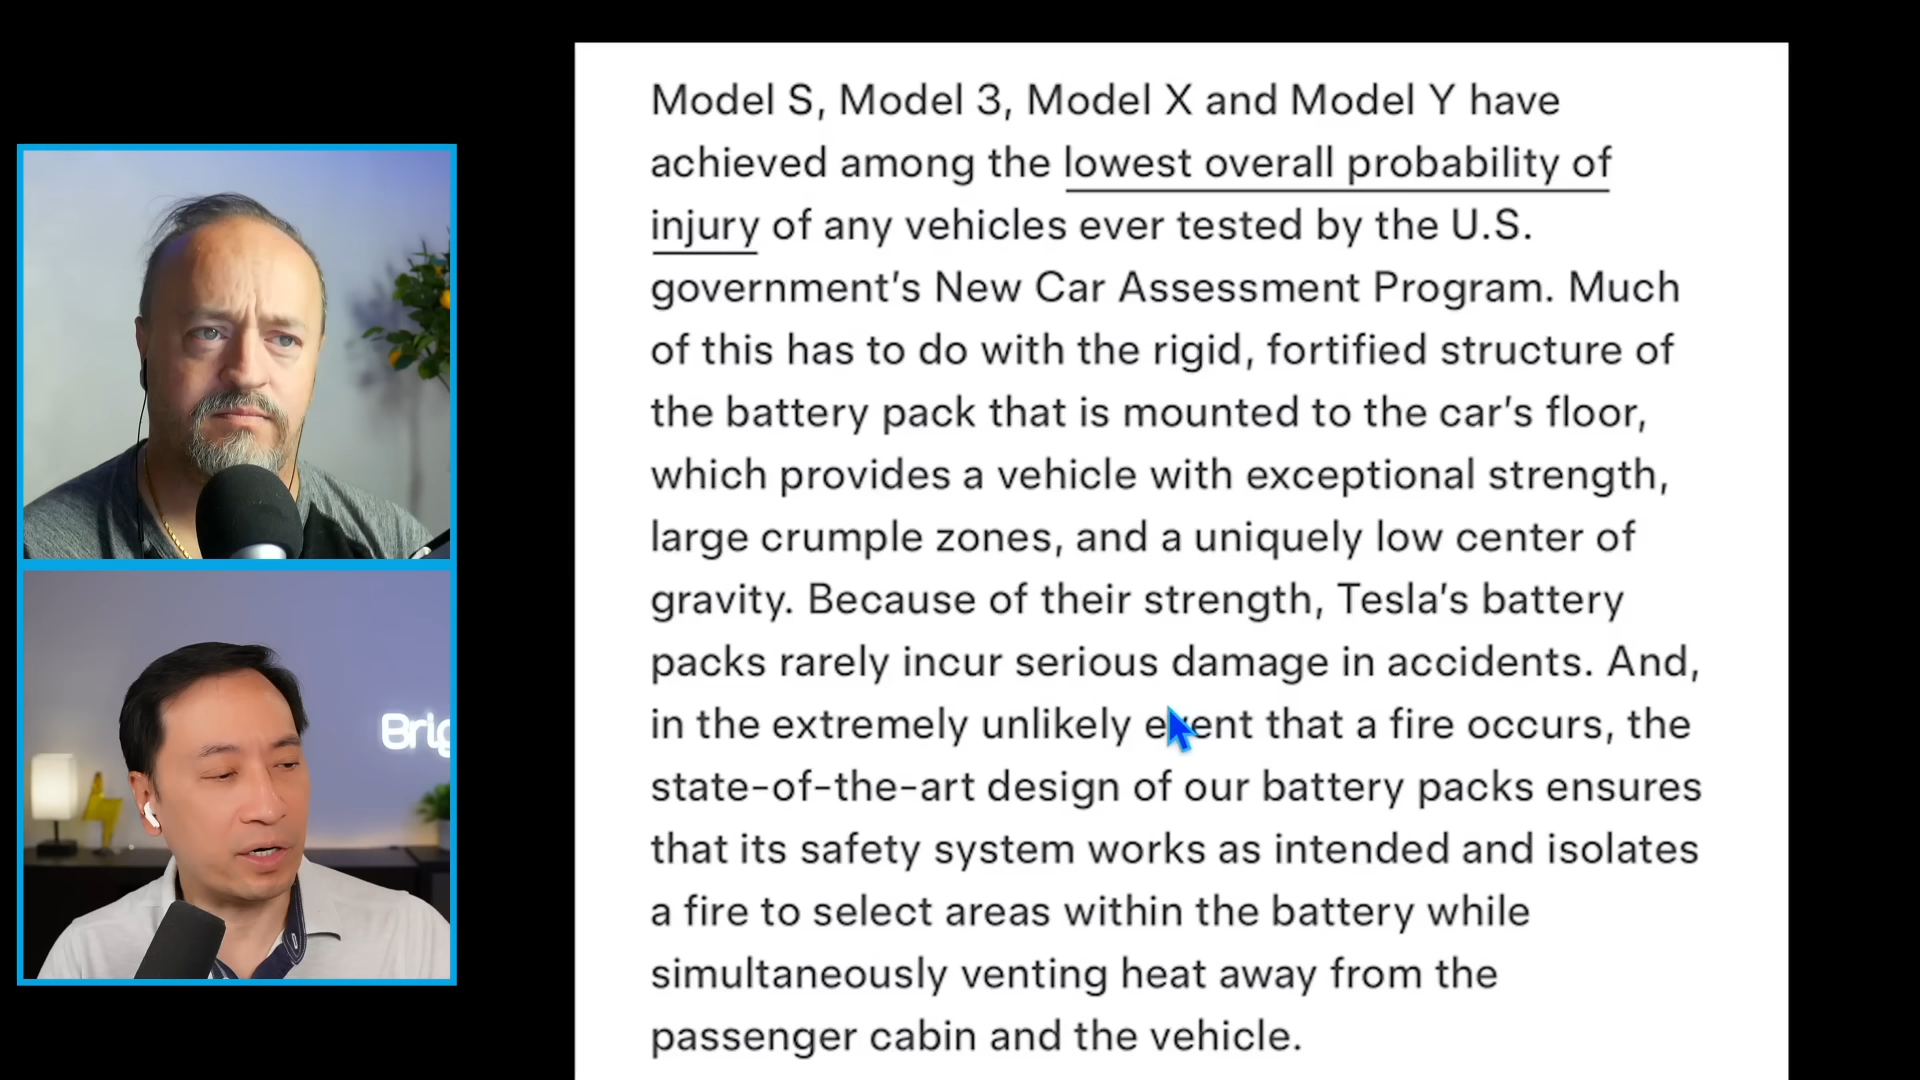 Model S, Model 3, Model X and Model Y have
achieved among the lowest overall probability of
injury of any vehicles ever tested by the U.S.
government's New Car Assessment Program. Much
of this has to do with the rigid, fortified structure of
the battery pack that is mounted to the car's floor,
which provides a vehicle with exceptional strength,
large crumple zones, and a uniquely low center of
gravity. Because of their strength, Tesla's battery
packs rarely incur serious damage in accidents. And,
in the extremely unlikely event that a fire occurs, the
state-of-the-art design of our battery packs ensures
that its safety system works as intended and isolates
a fire to select areas within the battery while
simultaneously venting heat away from the
passenger cabin and the vehicle.